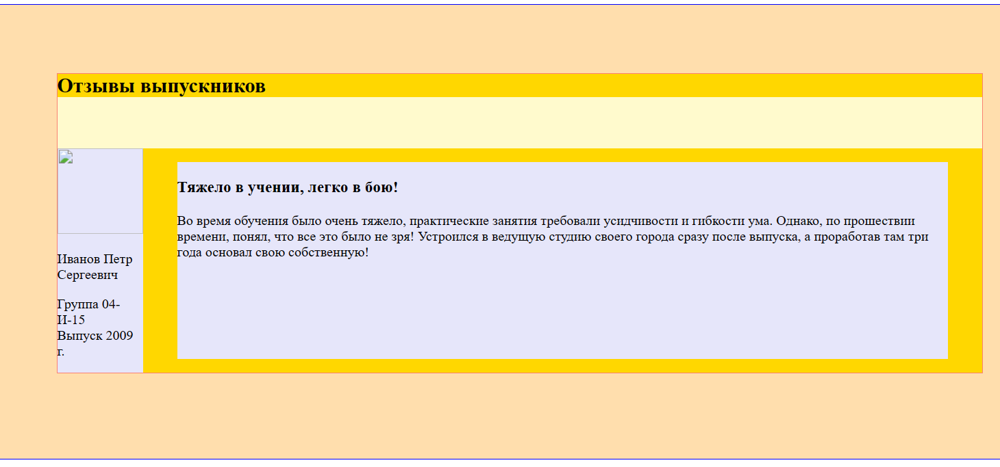 Отзывы выпускников
Тяжело в учении, легко в бою!
Во время обучения было очень тяжело, практические занятия требовали усидчивости и гибкости ума. Однако, по прошествии
времени, понял, что все это было не зря! Устроился в ведущую студию своего города сразу после выпуска, а проработав там три
года основал свою собственную!
Иванов Петр
Сергеевич
Группа 04-
И-15
Выпуск 2009
г.